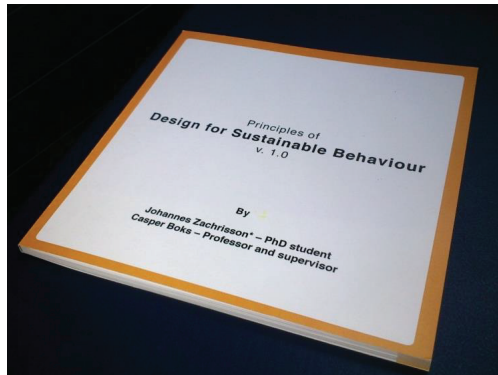 Principles of
Design for Sustainable Behaviour
v. 1.0
By
Johannes Zachrisson* – PhD student
Casper Boks – Professor and supervisor